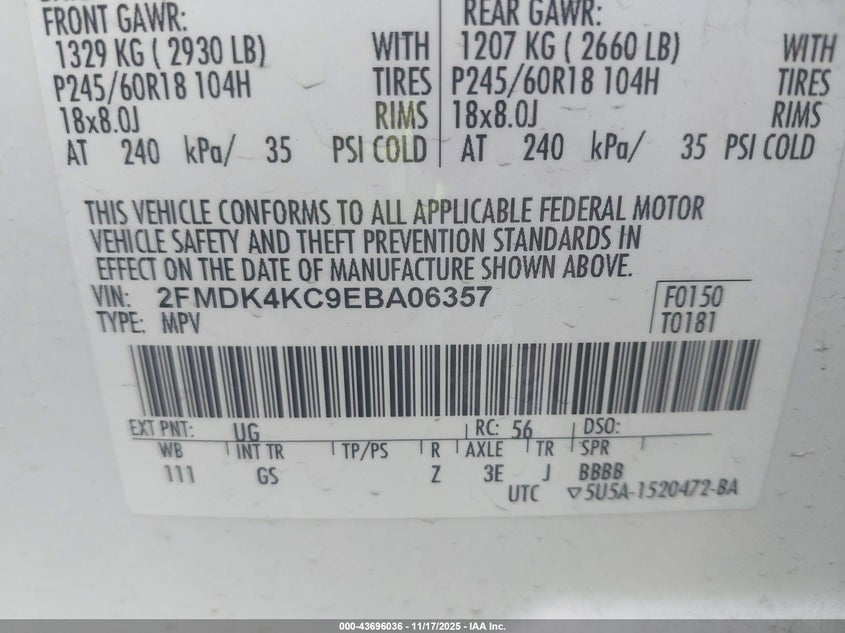 FRONT GAWR: REAR GAWR:
1329 KG ( 2930 LB) WITH 1207 KG ( 2660 LB) WITH
P245/60R18 104H TIRES P245/60R18 104H TIRES
18x8.0J RIMS 18x8.0J RIMS
AT 240 kPa/ 35 PSI COLD AT 240 kPa/ 35 PSI COLD
THIS VEHICLE CONFORMS TO ALL APPLICABLE FEDERAL MOTOR
VEHICLE SAFETY AND THEFT PREVENTION STANDARDS IN
EFFECT ON THE DATE OF MANUFACTURE SHOWN ABOVE.
VIN: 2FMDK4KC9EBA06357 F0150
TYPE: MPV T0181
EXT PNT: UG RC: 56 DSO:
WB INT TR TP/PS R AXLE TR SPR
111 GS Z 3E J BBBB
UTC ▽5U5A-1520472-BA
000-43696036 - 11/17/2025 - IAA Inc.